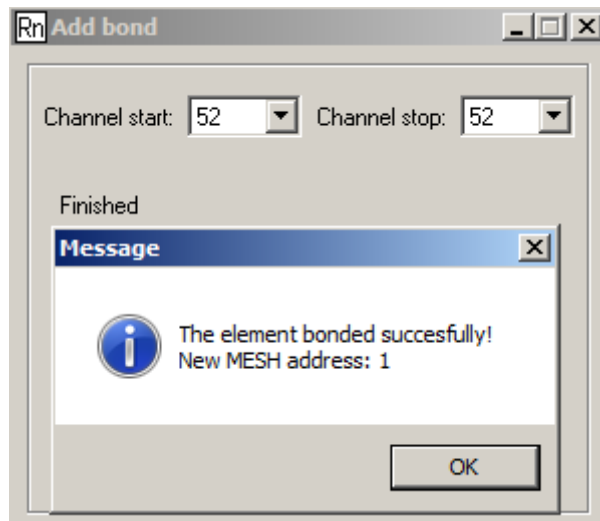 Rn Add bond
Channel start: 52 Channel stop: 52
Finished
Message
The element bonded succesfully!
New MESH address: 1
OK